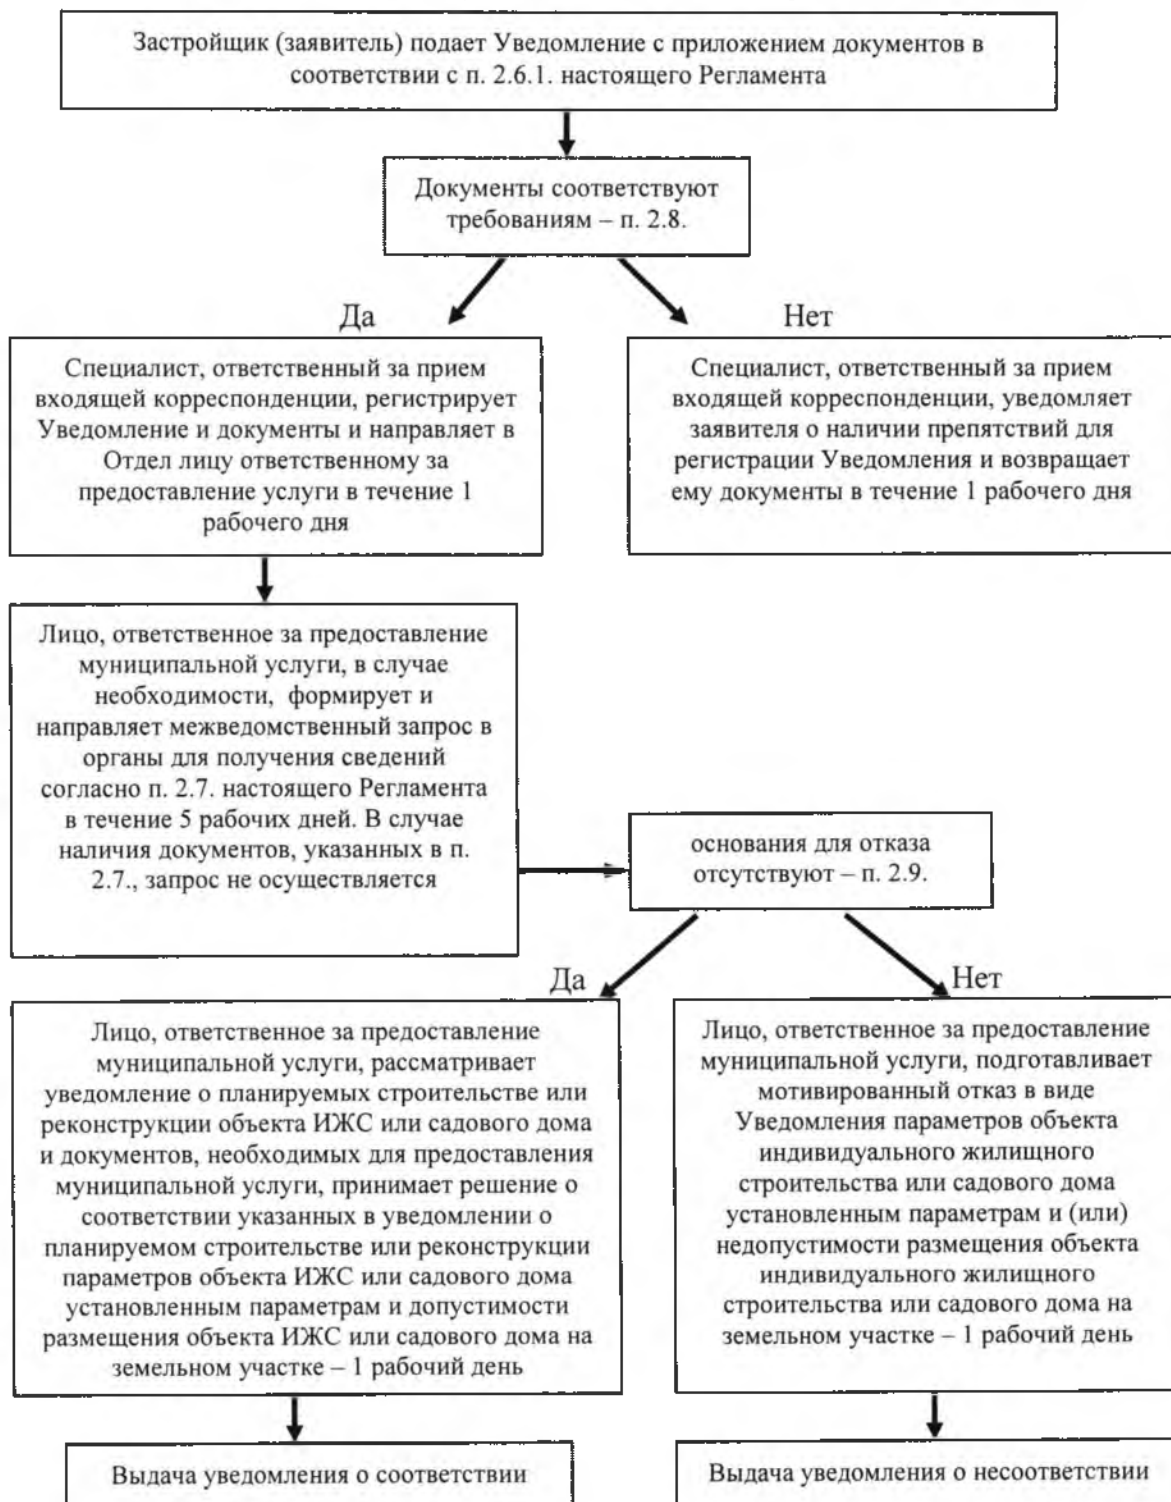 Застройщик (заявитель) подает Уведомление с приложением документов в
соответствии с п. 2.6.1. настоящего Регламента
Документы соответствуют
требованиям – п. 2.8.
Да
Нет
Специалист, ответственный за прием
входящей корреспонденции, регистрирует
Уведомление и документы и направляет в
Отдел лицу ответственному за
предоставление услуги в течение 1
рабочего дня
Специалист, ответственный за прием
входящей корреспонденции, уведомляет
заявителя о наличии препятствий для
регистрации Уведомления и возвращает
ему документы в течение 1 рабочего дня
Лицо, ответственное за предоставление
муниципальной услуги, в случае
необходимости, формирует и
направляет межведомственный запрос в
органы для получения сведений
согласно п. 2.7. настоящего Регламента
в течение 5 рабочих дней. В случае
наличия документов, указанных в п.
2.7., запрос не осуществляется
основания для отказа
отсутствуют – п. 2.9.
Да
Нет
Лицо, ответственное за предоставление
муниципальной услуги, рассматривает
уведомление о планируемых строительстве или
реконструкции объекта ИЖС или садового дома
и документов, необходимых для предоставления
муниципальной услуги, принимает решение о
соответствии указанных в уведомлении о
планируемом строительстве или реконструкции
параметров объекта ИЖС или садового дома
установленным параметрам и допустимости
размещения объекта ИЖС или садового дома на
земельном участке – 1 рабочий день
Лицо, ответственное за предоставление
муниципальной услуги, подготавливает
мотивированный отказ в виде
Уведомления параметров объекта
индивидуального жилищного
строительства или садового дома
установленным параметрам и (или)
недопустимости размещения объекта
индивидуального жилищного
строительства или садового дома на
земельном участке – 1 рабочий день
Выдача уведомления о соответствии
Выдача уведомления о несоответствии